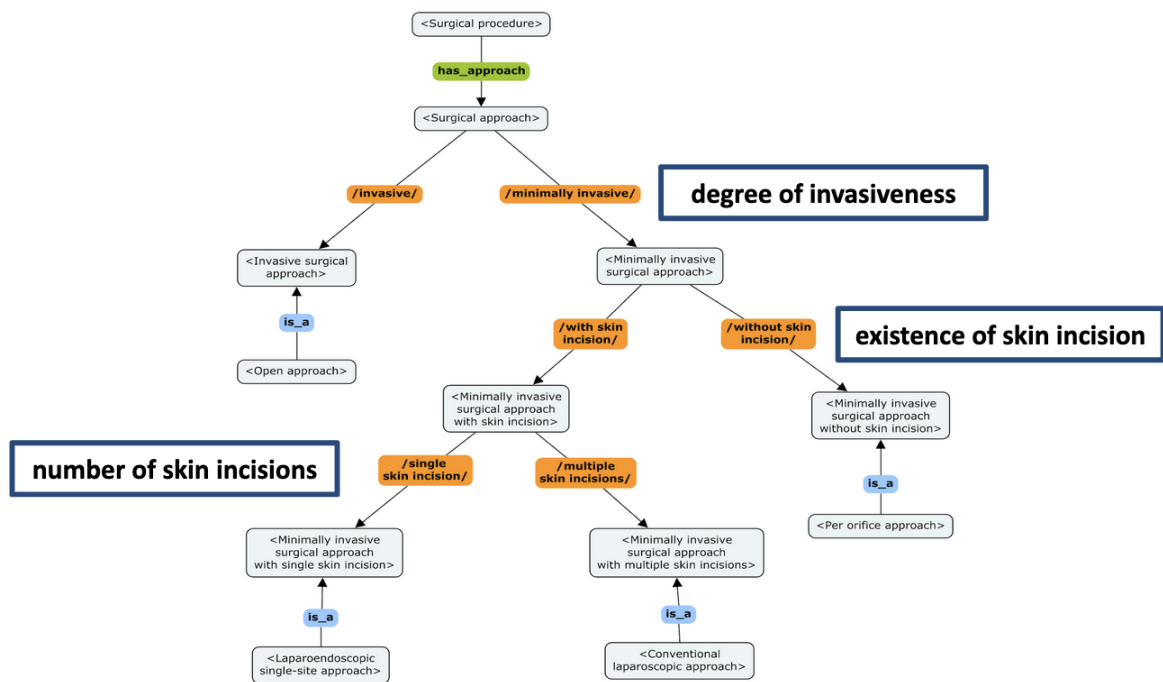 <Surgical procedure>
has_approach
<Surgical approach>
/invasive/
/minimally invasive/
degree of invasiveness
<Invasive surgical
approach>
<Minimally invasive
surgical approach>
is_a
/with skin
incision/
/without skin
incision/
existence of skin incision
<Open approach>
<Minimally invasive
surgical approach
with skin incision>
<Minimally invasive
surgical approach
without skin incision>
number of skin incisions
/single
skin incision/
/multiple
skin incisions/
is_a
<Per orifice approach>
<Minimally invasive
surgical approach
with single skin incision>
<Minimally invasive
surgical approach
with multiple skin incisions>
is_a
is_a
<Laparoendoscopic
single-site approach>
<Conventional
laparoscopic approach>